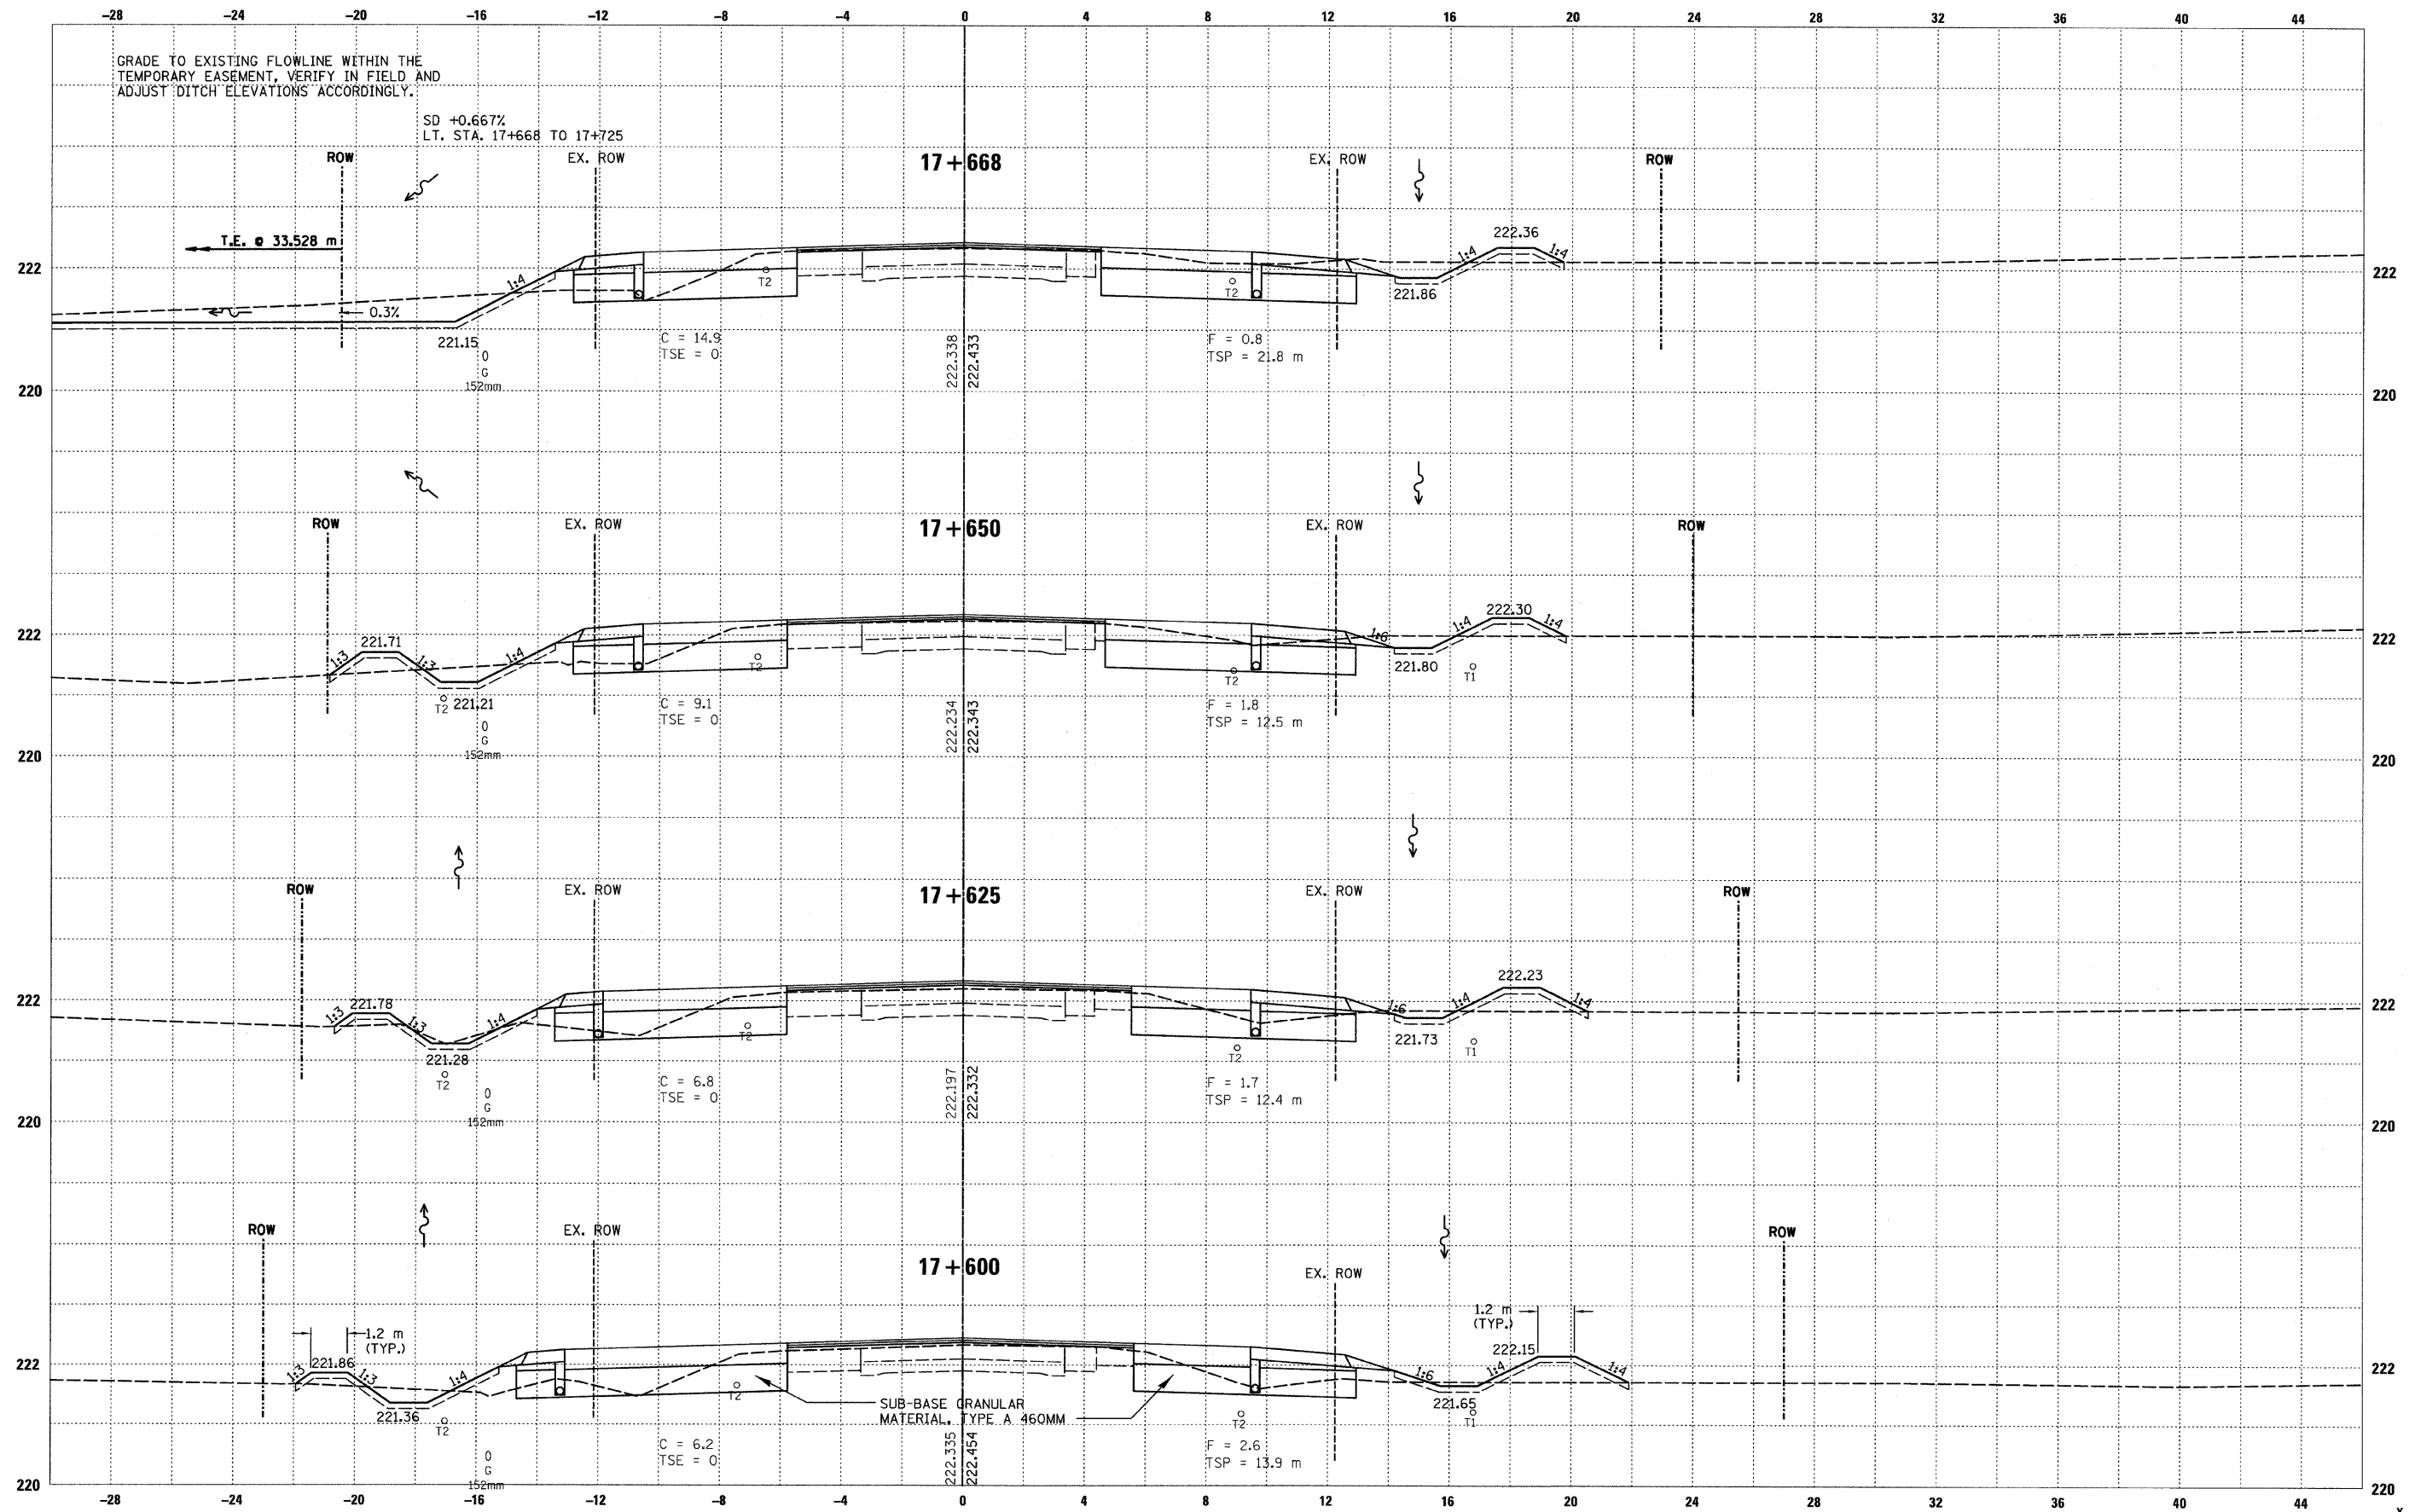 -28 -24 -20 -16 -12 -8 -4 0 4 8 12 16 20 24 28 32 36 40 44
GRADE TO EXISTING FLOWLINE WITHIN THE
TEMPORARY EASEMENT, VERIFY IN FIELD AND
ADJUST DITCH ELEVATIONS ACCORDINGLY.
SD +0.667%
LT. STA. 17+668 TO 17+725
ROW EX. ROW 17+668 EX. ROW ROW
T.E. @ 33.528 m
222.36
1:4 1:4 1:4
222 T2 T2 222
0.3%
221.86
221.15
C = 14.9
TSE = 0
222.338
222.433
F = 0.8
TSP = 21.8 m
O
G
152mm
220 220
ROW EX. ROW 17+650 EX. ROW ROW
221.71 222.30
1:3 1:3 1:4 1:6 1:4 1:4
222 222
T2 T2 221.80 T1
T2 221.21
C = 9.1
TSE = 0
222.234
222.343
F = 1.8
TSP = 12.5 m
O
G
152mm
220 220
ROW EX. ROW 17+625 EX. ROW ROW
221.78 222.23
1:3 1:3 1:4 1:6 1:4 1:4
222 222
T2 T2 221.73 T1
221.28
T2
C = 6.8
TSE = 0
222.197
222.332
F = 1.7
TSP = 12.4 m
O
G
152mm
220 220
ROW EX. ROW 17+600 EX. ROW ROW
1.2 m
(TYP.)
1.2 m
(TYP.)
221.86 222.15
1:3 1:3 1:4 1:6 1:4 1:4
222 222
T2
221.36 T2
SUB-BASE GRANULAR
MATERIAL, TYPE A 460MM
T2 221.65 T1
C = 6.2
TSE = 0
222.335
222.454
F = 2.6
TSP = 13.9 m
O
G
152mm
220 220
-28 -24 -20 -16 -12 -8 -4 0 4 8 12 16 20 24 28 32 36 40 44